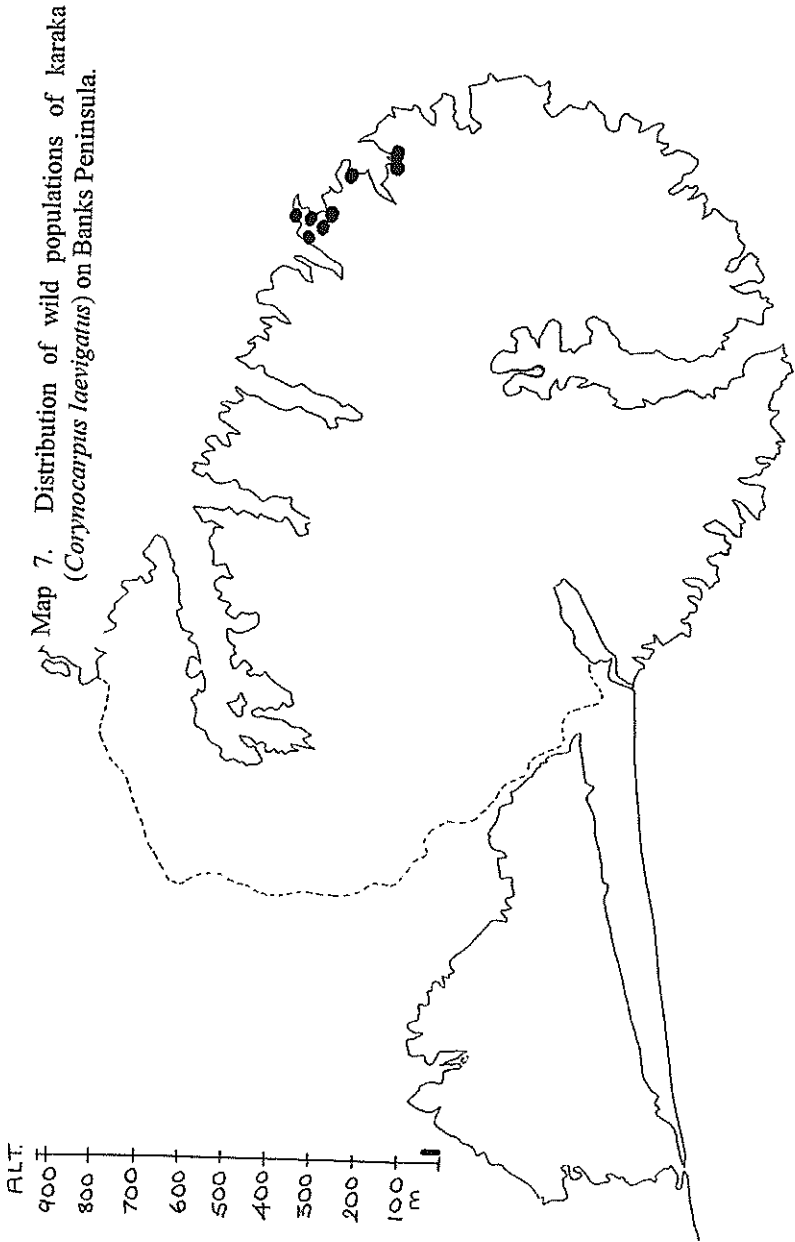 Map 7. Distribution of wild populations of karaka
(Corynocarpus laevigatus) on Banks Peninsula.
ALT.
900
800
700
600
500
400
300
200
100
m